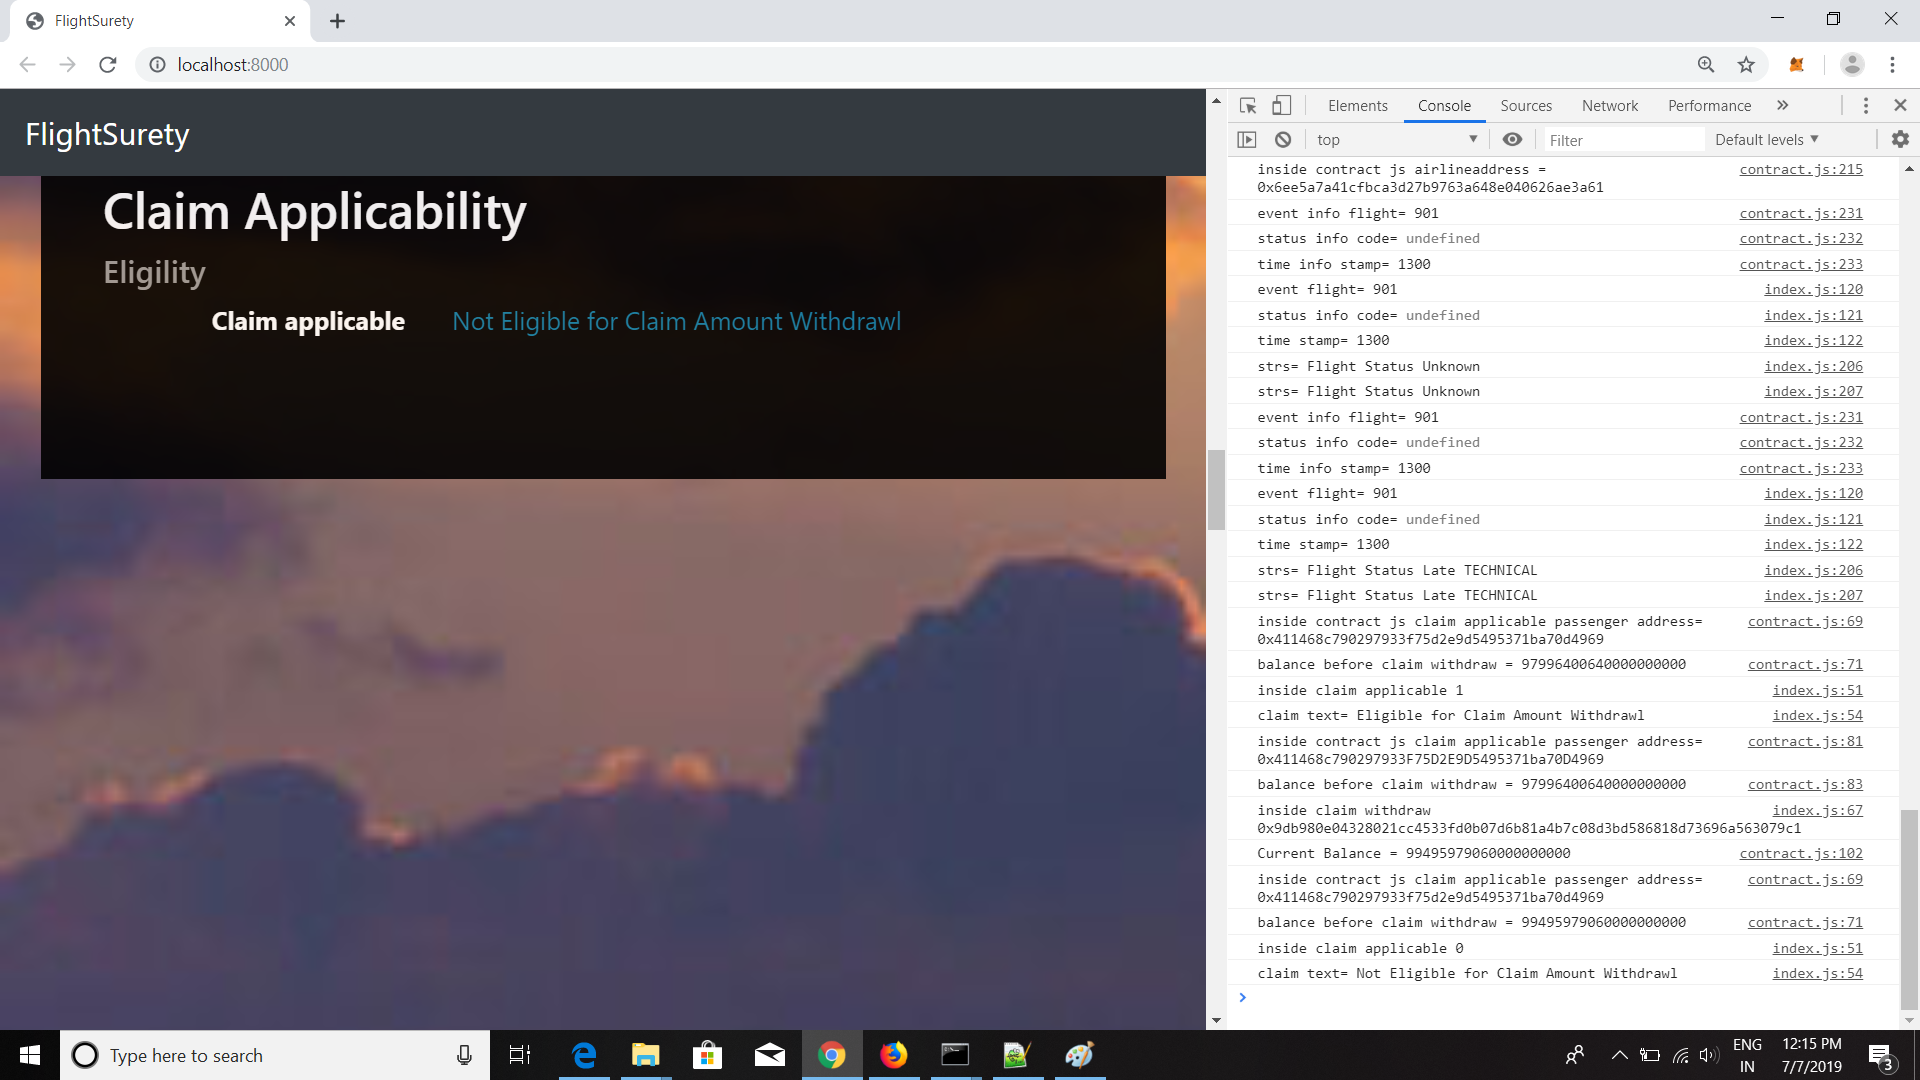 FlightSurety
localhost:8000
FlightSurety
Claim Applicability
Eligility
Claim applicable Not Eligible for Claim Amount Withdrawl
Elements Console Sources Network Performance
top Filter Default levels
inside contract js airlineaddress = contract.js:215
0x6ee5a7a41cfbca3d27b9763a648e040626ae3a61
event info flight= 901 contract.js:231
status info code= undefined contract.js:232
time info stamp= 1300 contract.js:233
event flight= 901 index.js:120
status info code= undefined index.js:121
time stamp= 1300 index.js:122
strs= Flight Status Unknown index.js:206
strs= Flight Status Unknown index.js:207
event info flight= 901 contract.js:231
status info code= undefined contract.js:232
time info stamp= 1300 contract.js:233
event flight= 901 index.js:120
status info code= undefined index.js:121
time stamp= 1300 index.js:122
strs= Flight Status Late TECHNICAL index.js:206
strs= Flight Status Late TECHNICAL index.js:207
inside contract js claim applicable passenger address= contract.js:69
0x411468c790297933f75d2e9d5495371ba70d4969
balance before claim withdraw = 97996400640000000000 contract.js:71
inside claim applicable 1 index.js:51
claim text= Eligible for Claim Amount Withdrawl index.js:54
inside contract js claim applicable passenger address= contract.js:81
0x411468c790297933F75D2E9D5495371ba70D4969
balance before claim withdraw = 97996400640000000000 contract.js:83
inside claim withdraw index.js:67
0x9db980e04328021cc4533fd0b07d6b81a4b7c08d3bd586818d73696a563079c1
Current Balance = 99495979060000000000 contract.js:102
inside contract js claim applicable passenger address= contract.js:69
0x411468c790297933f75d2e9d5495371ba70d4969
balance before claim withdraw = 99495979060000000000 contract.js:71
inside claim applicable 0 index.js:51
claim text= Not Eligible for Claim Amount Withdrawl index.js:54
Type here to search
ENG
IN
12:15 PM
7/7/2019
3